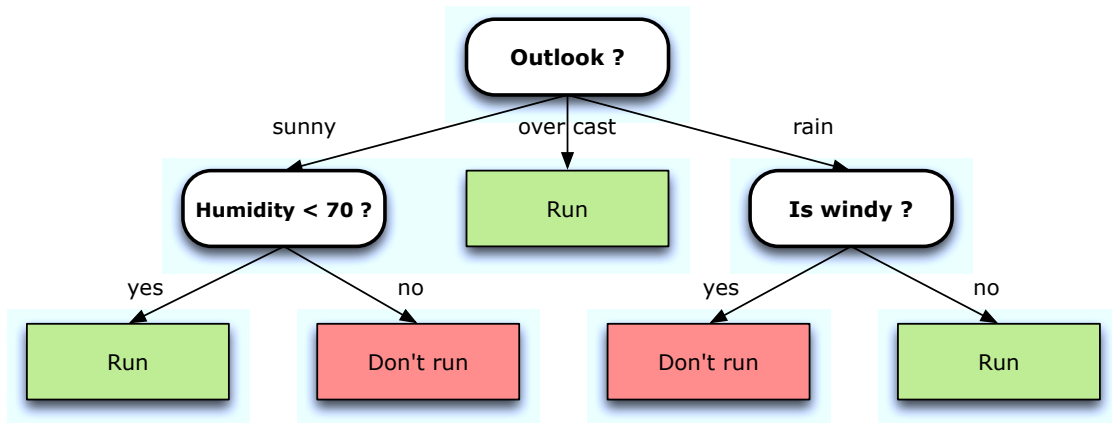 Outlook ?
sunny
over cast
rain
Humidity < 70 ?
Run
Is windy ?
yes
no
yes
no
Run
Don't run
Don't run
Run